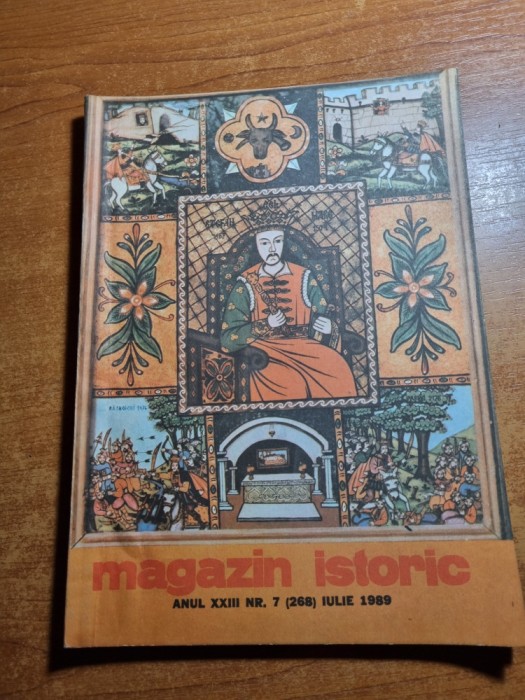 magazin istoric
ANUL XXIII NR. 7 (268) IULIE 1989